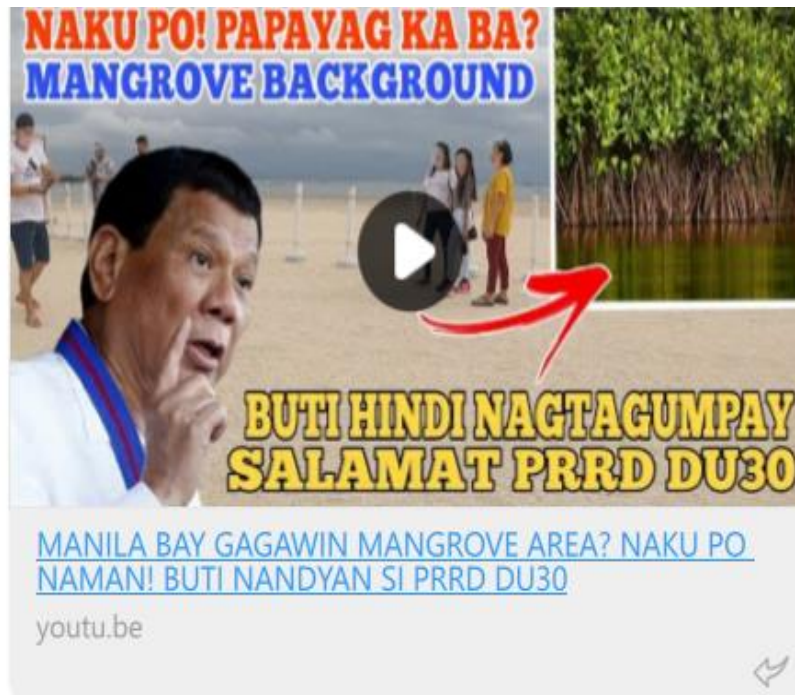 NAKU PO! PAPAYAG KA BA?
MANGROVE BACKGROUND
BUTI HINDI NAGTAGUMPAY
SALAMAT PRRD DU30
MANILA BAY GAGAWIN MANGROVE AREA? NAKU PO
NAMAN! BUTI NANDYAN SI PRRD DU30
youtu.be